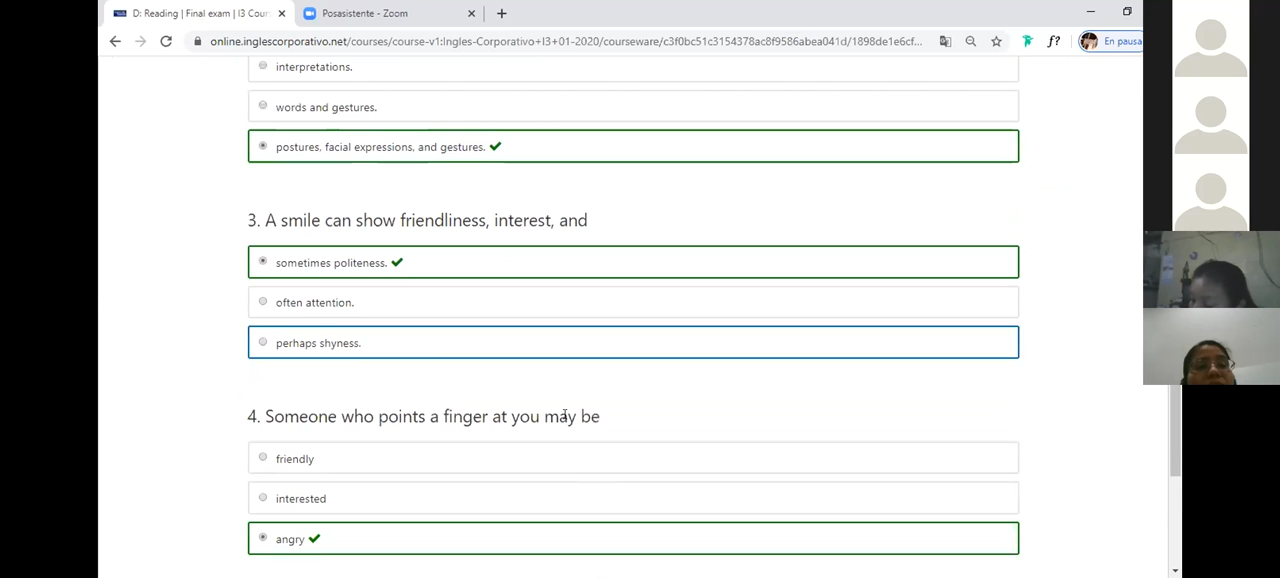 D: Reading | Final exam | I3 Cour
Posasistente - Zoom
online.inglescorporativo.net/courses/course-v1:Ingles-Corporativo+I3+01-2020/courseware/c3f0bc51c3154378ac8f9586abea041d/1898de1e6cf...
f?
En pausa
interpretations.
words and gestures.
postures, facial expressions, and gestures.
3. A smile can show friendliness, interest, and
sometimes politeness.
often attention.
perhaps shyness.
4. Someone who points a finger at you may be
friendly
interested
angry